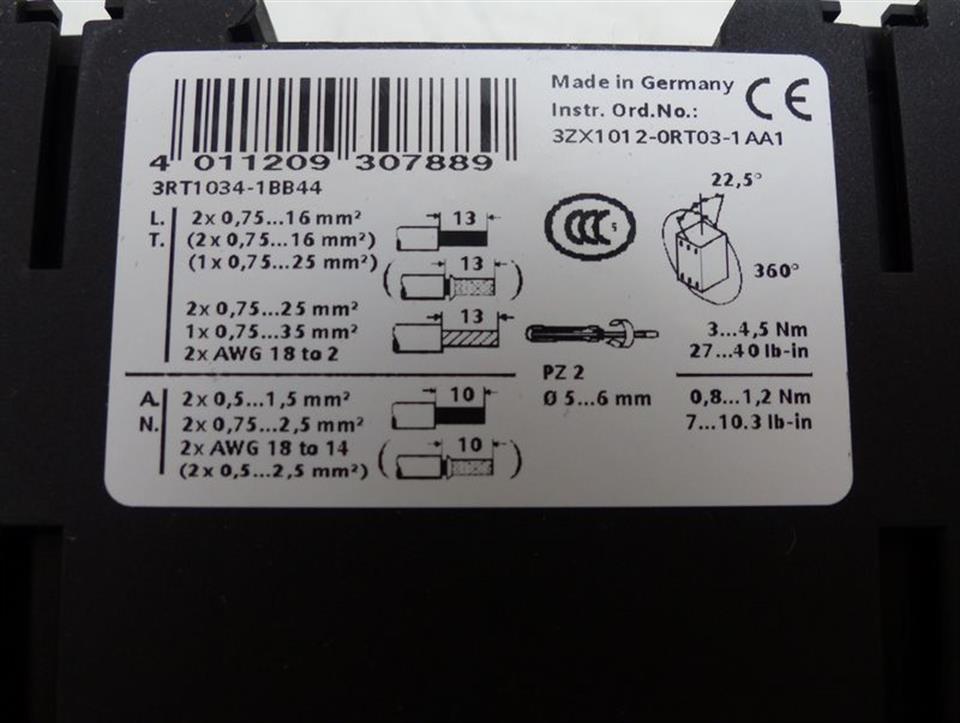 Made in Germany
CE
Instr. Ord.No.:
3ZX1012-0RT03-1AA1
4 011209 307889
3RT1034-1BB44
22,5°
L. 2x 0,75...16 mm² 13
CCC S
T. (2x 0,75...16 mm²)
(1x 0,75...25 mm²) ( 13 )
360°
2x 0,75...25 mm² 13
1x 0,75...35 mm² 3...4,5 Nm
2x AWG 18 to 2 27...40 lb-in
PZ 2
A. 2x 0,5...1,5 mm² 10 Ø 5...6 mm 0,8...1,2 Nm
N. 2x 0,75...2,5 mm² 7...10.3 lb-in
2x AWG 18 to 14 ( 10 )
(2x 0,5...2,5 mm²)